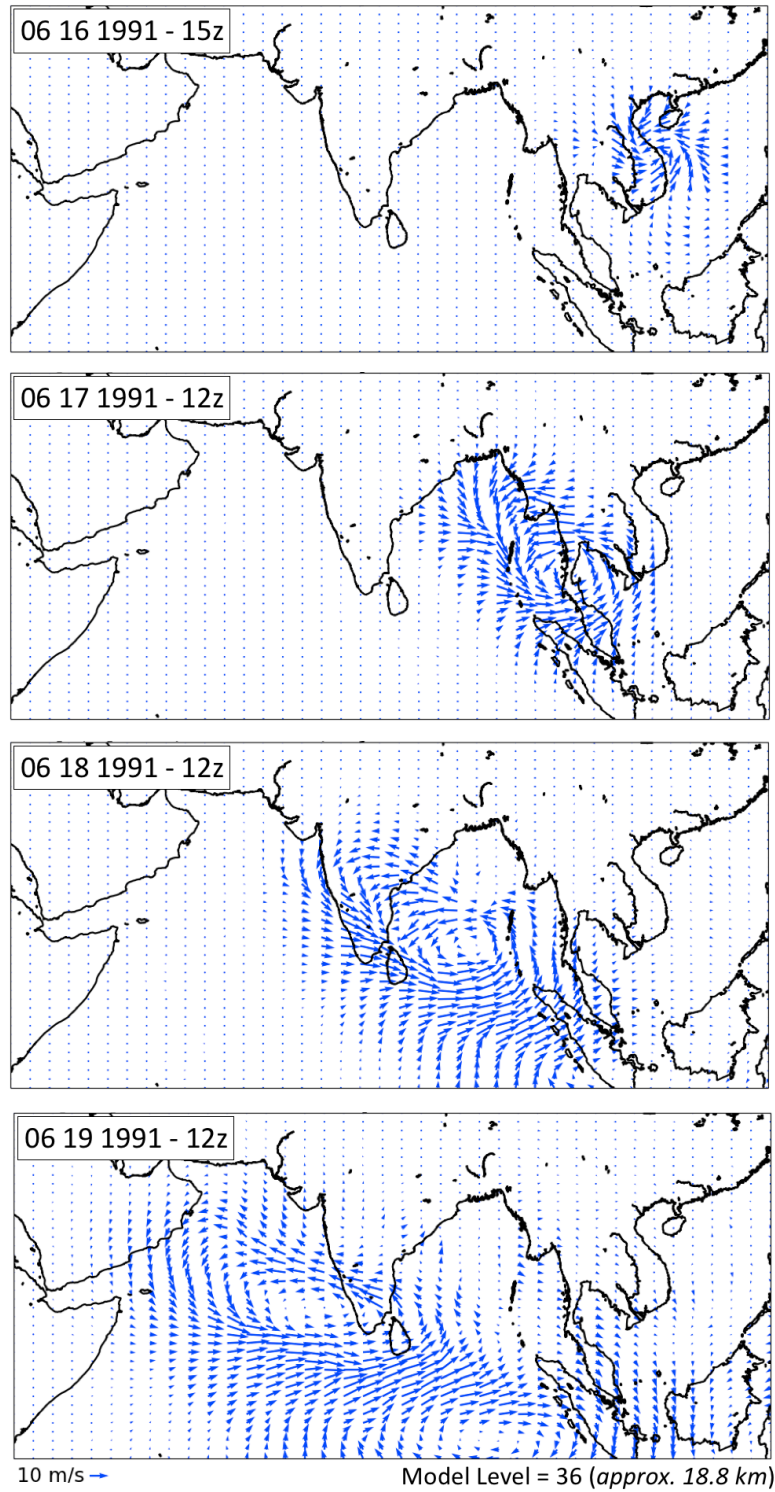 06 16 1991 - 15z
06 17 1991 - 12z
06 18 1991 - 12z
06 19 1991 - 12z
10 m/s
Model Level = 36 (approx. 18.8 km)